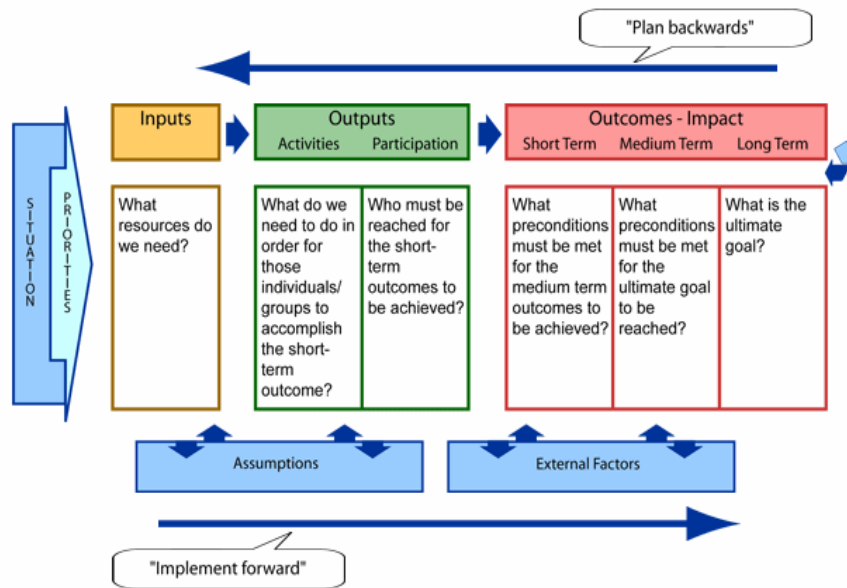 "Plan backwards"
SITUATION
PRIORITIES
Inputs
Outputs
Activities Participation
Outcomes - Impact
Short Term Medium Term Long Term
What
resources do
we need?
What do we
need to do in
order for
those
individuals/
groups to
accomplish
the short-
term
outcome?
Who must be
reached for
the short-
term
outcomes to
be achieved?
What
preconditions
must be met
for the
medium term
outcomes to
be achieved?
What
preconditions
must be met
for the
ultimate goal
to be
reached?
What is the
ultimate
goal?
Assumptions
External Factors
"Implement forward"